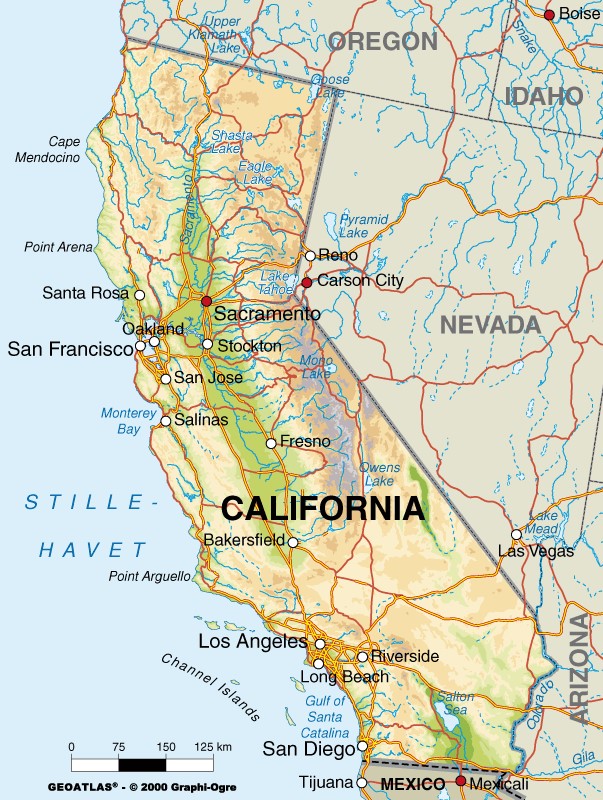 Boise
Upper
Klamath
Lake
OREGON
Snake
Goose
Lake
IDAHO
Cape
Mendocino
Shasta
Lake
Eagle
Lake
Sacramento
Pyramid
Lake
Point Arena
Reno
Lake
Tahoe
Carson City
Santa Rosa
Sacramento
NEVADA
Oakland
San Francisco
Stockton
Mono
Lake
San Jose
Monterey
Bay
Salinas
Fresno
Owens
Lake
STILLE-
HAVET
CALIFORNIA
Lake
Mead
Bakersfield
Las Vegas
Point Arguello
ARIZONA
Los Angeles
Riverside
Long Beach
Channel Islands
Salton
Sea
Colorado
Gulf of
Santa
Catalina
San Diego
Gila
0 75 150 125 km
GEOATLAS® - © 2000 Graphi-Ogre
Tijuana
MEXICO
Mexicali